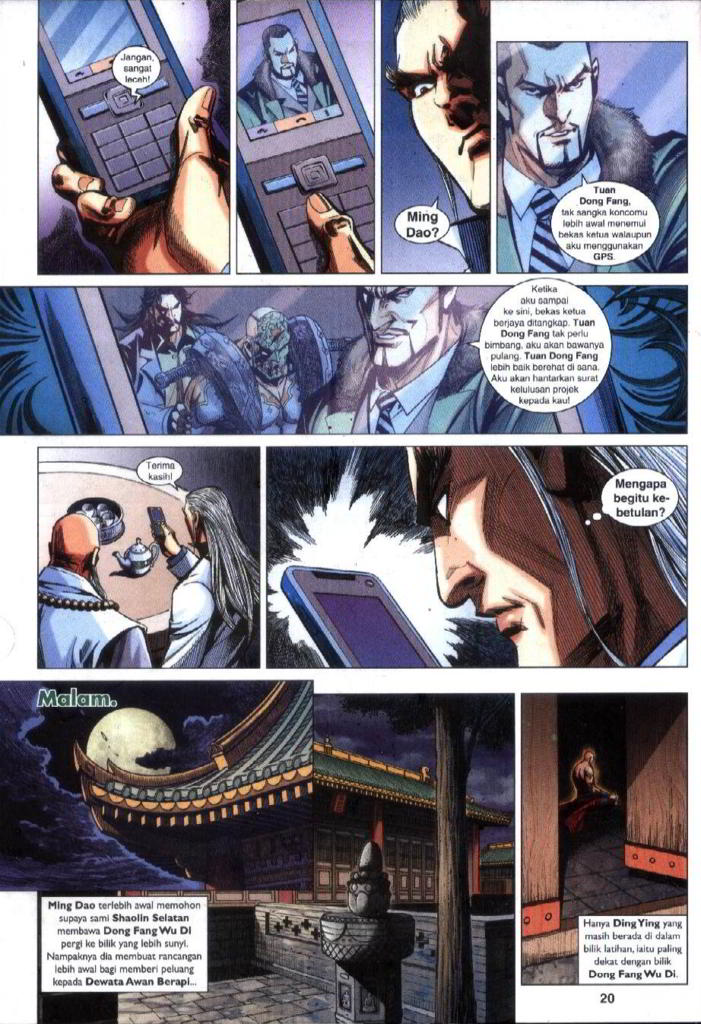 Jangan,
sangat
leceh!
Ming
Dao?
Tuan
Dong Fang,
tak sangka koncomu
lebih awal menemui
bekas ketua walaupun
aku menggunakan
GPS.
Ketika
aku sampai
ke sini, bekas ketua
berjaya ditangkap. Tuan
Dong Fang tak perlu
bimbang, aku akan bawanya
pulang. Tuan Dong Fang
lebih baik berehat di sana.
Aku akan hantarkan surat
kelulusan projek
kepada kau!
Terima
kasih!
Mengapa
begitu ke-
betulan?
Malam.
Ming Dao terlebih awal memohon
supaya sami Shaolin Selatan
membawa Dong Fang Wu Di
pergi ke bilik yang lebih sunyi.
Nampaknya dia membuat rancangan
lebih awal bagi memberi peluang
kepada Dewata Awan Berapi...
Hanya Ding Ying yang
masih berada di dalam
bilik latihan, iaitu paling
dekat dengan bilik
Dong Fang Wu Di.
20